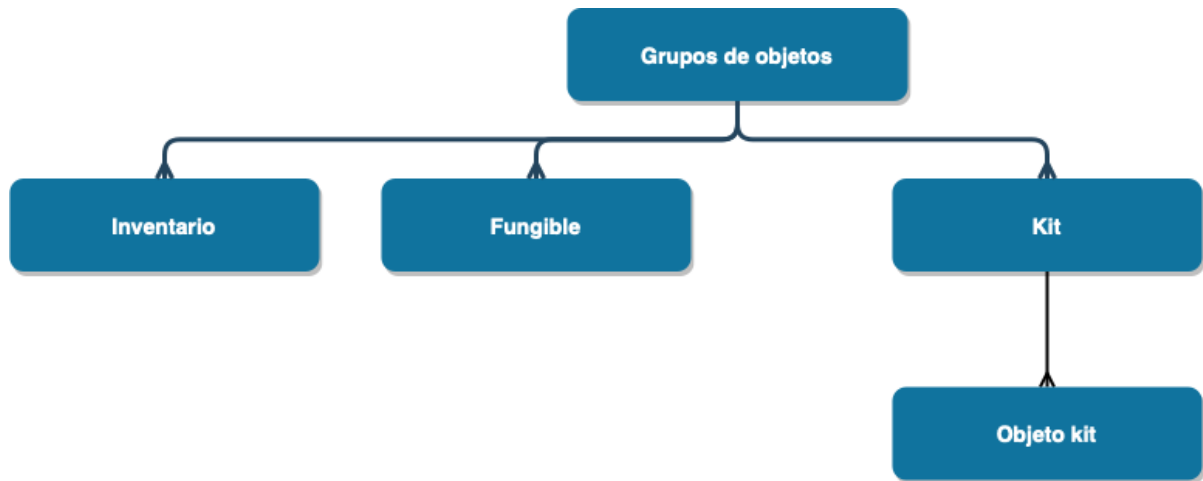 Grupos de objetos
Inventario
Fungible
Kit
Objeto kit